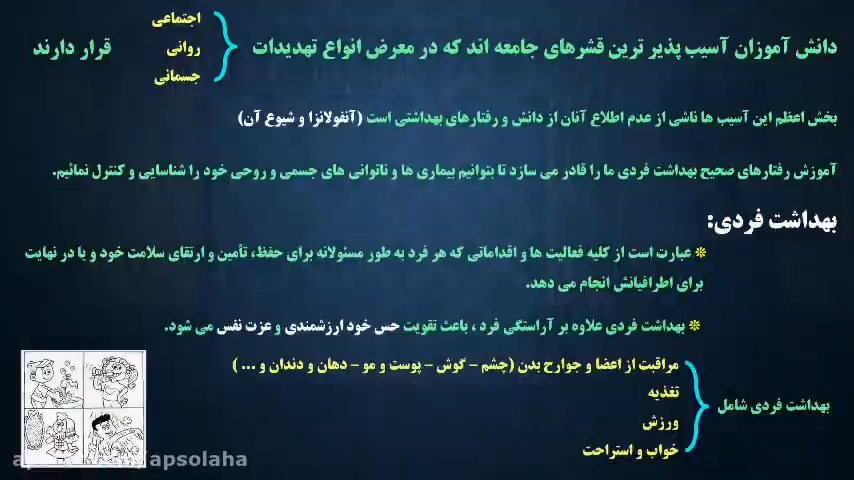 دانش آموزان آسیب پذیر ترین قشرهای جامعه اند که در معرض انواع تهدیدات
اجتماعی
روانی
جسمانی
قرار دارند
بخش اعظم این آسیب ها ناشی از عدم اطلاع آنان از دانش و رفتارهای بهداشتی است (آنفولانزا و شیوع آن)
آموزش رفتارهای صحیح بهداشت فردی ما را قادر می سازد تا بتوانیم بیماری ها و ناتوانی های جسمی و روحی خود را شناسایی و کنترل نمائیم.
بهداشت فردی:
عبارت است از کلیه فعالیت ها و اقداماتی که هر فرد به طور مسئولانه برای حفظ، تأمین و ارتقای سلامت خود و یا در نهایت
برای اطرافیانش انجام می دهد.
بهداشت فردی علاوه بر آراستگی فرد ، باعث تقویت حس خود ارزشمندی و عزت نفس می شود.
بهداشت فردی شامل
مراقبت از اعضا و جوارح بدن (چشم - گوش - پوست و مو - دهان و دندان و ... )
تغذیه
ورزش
خواب و استراحت
apsolaha